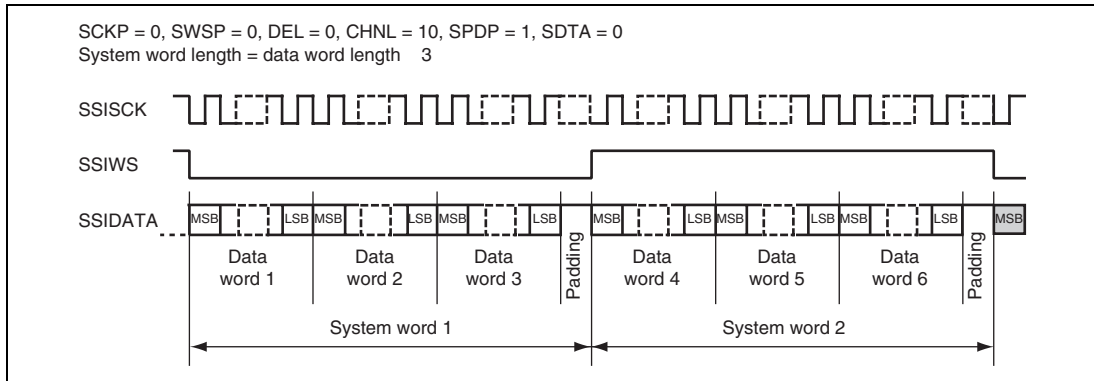 SCKP = 0, SWSP = 0, DEL = 0, CHNL = 10, SPDP = 1, SDTA = 0
System word length = data word length 3
SSISCK
SSIWS
SSIDATA
MSB LSB MSB LSB MSB LSB MSB LSB MSB LSB MSB LSB MSB
Data word 1
Data word 2
Data word 3
Padding
Data word 4
Data word 5
Data word 6
Padding
System word 1
System word 2